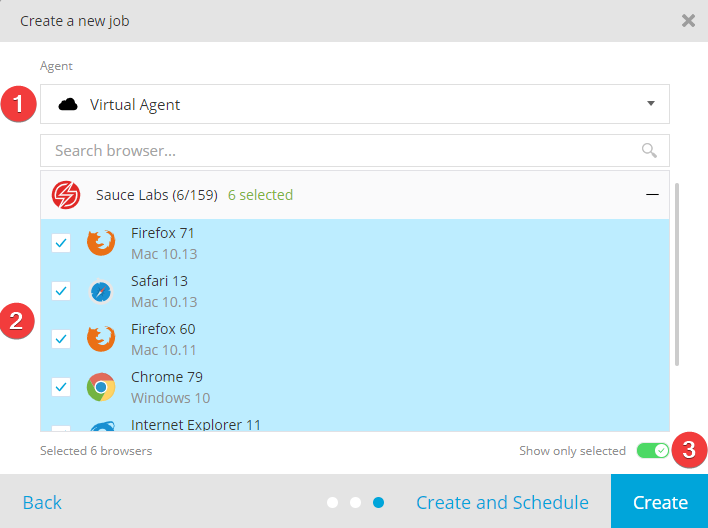 Create a new job
Agent
1
Virtual Agent
Search browser...
Sauce Labs (6/159) 6 selected
Firefox 71
Mac 10.13
Safari 13
Mac 10.13
2
Firefox 60
Mac 10.11
Chrome 79
Windows 10
Internet Explorer 11
Selected 6 browsers
Show only selected
3
Back
Create and Schedule
Create